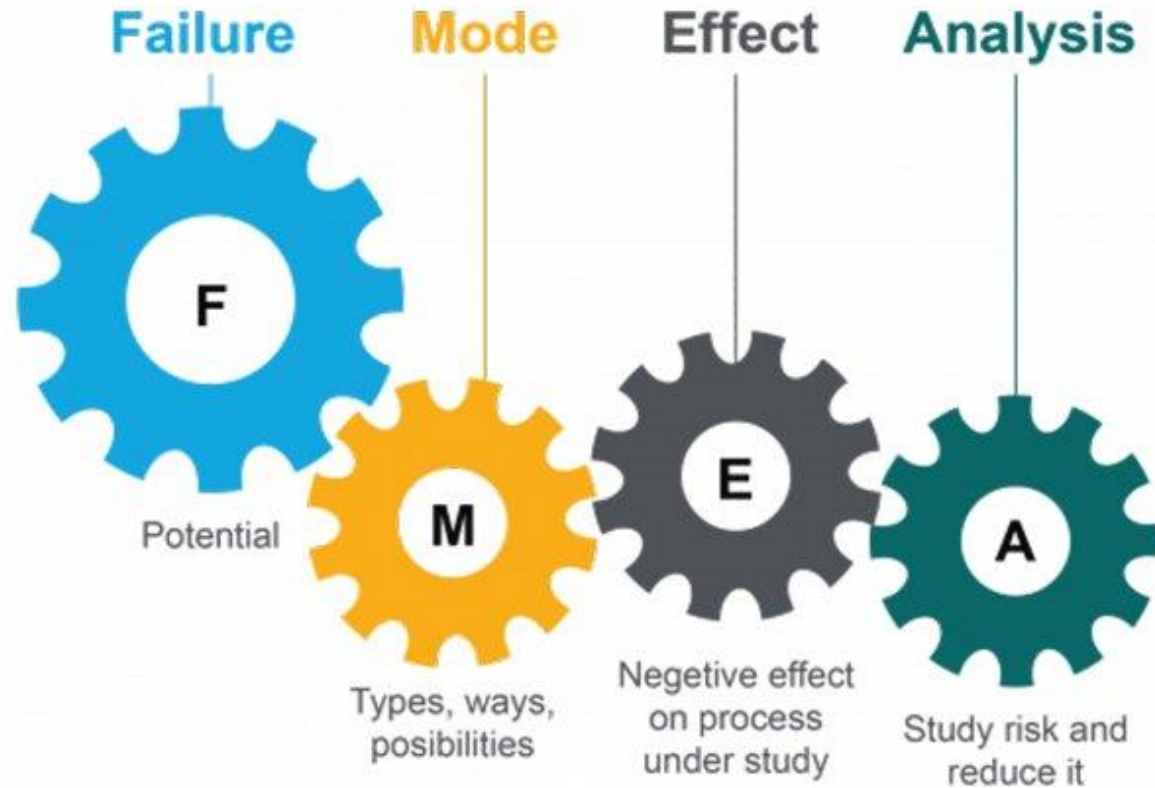 Failure
Mode
Effect
Analysis
F
M
E
A
Potential
Types, ways,
posibilities
Negetive effect
on process
under study
Study risk and
reduce it